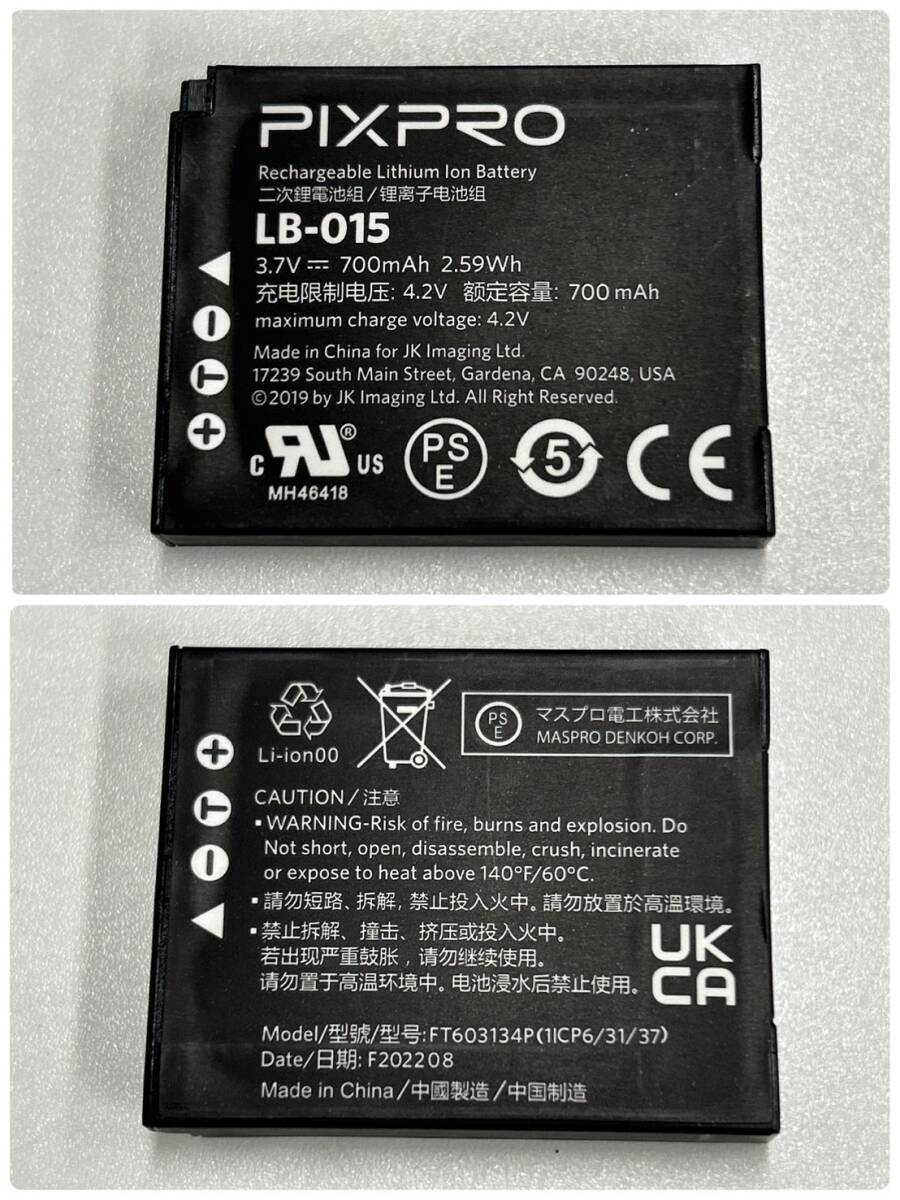 PIXPRO
Rechargeable Lithium Ion Battery
二次鋰電池組/锂离子电池组
LB-015
3.7V ⎓ 700mAh 2.59Wh
充电限制电压: 4.2V 额定容量: 700 mAh
maximum charge voltage: 4.2V
Made in China for JK Imaging Ltd.
17239 South Main Street, Gardena, CA 90248, USA
©2019 by JK Imaging Ltd. All Right Reserved.
− T +
c RU® US
MH46418
PS
E
5
CE
Li-ion00
PS
E
マスプロ電工株式会社
MASPRO DENKOH CORP.
+ T −
CAUTION/注意
▪WARNING-Risk of fire, burns and explosion. Do
Not short, open, disassemble, crush, incinerate
or expose to heat above 140°F/60°C.
▪請勿短路、拆解, 禁止投入火中。請勿放置於高溫環境。
▪禁止拆解、撞击、挤压或投入火中。
若出现严重鼓胀，请勿继续使用。
请勿置于高温环境中。电池浸水后禁止使用。
UK
CA
Model/型號/型号:FT603134P(1ICP6/31/37)
Date/日期: F202208
Made in China/中國製造/中国制造